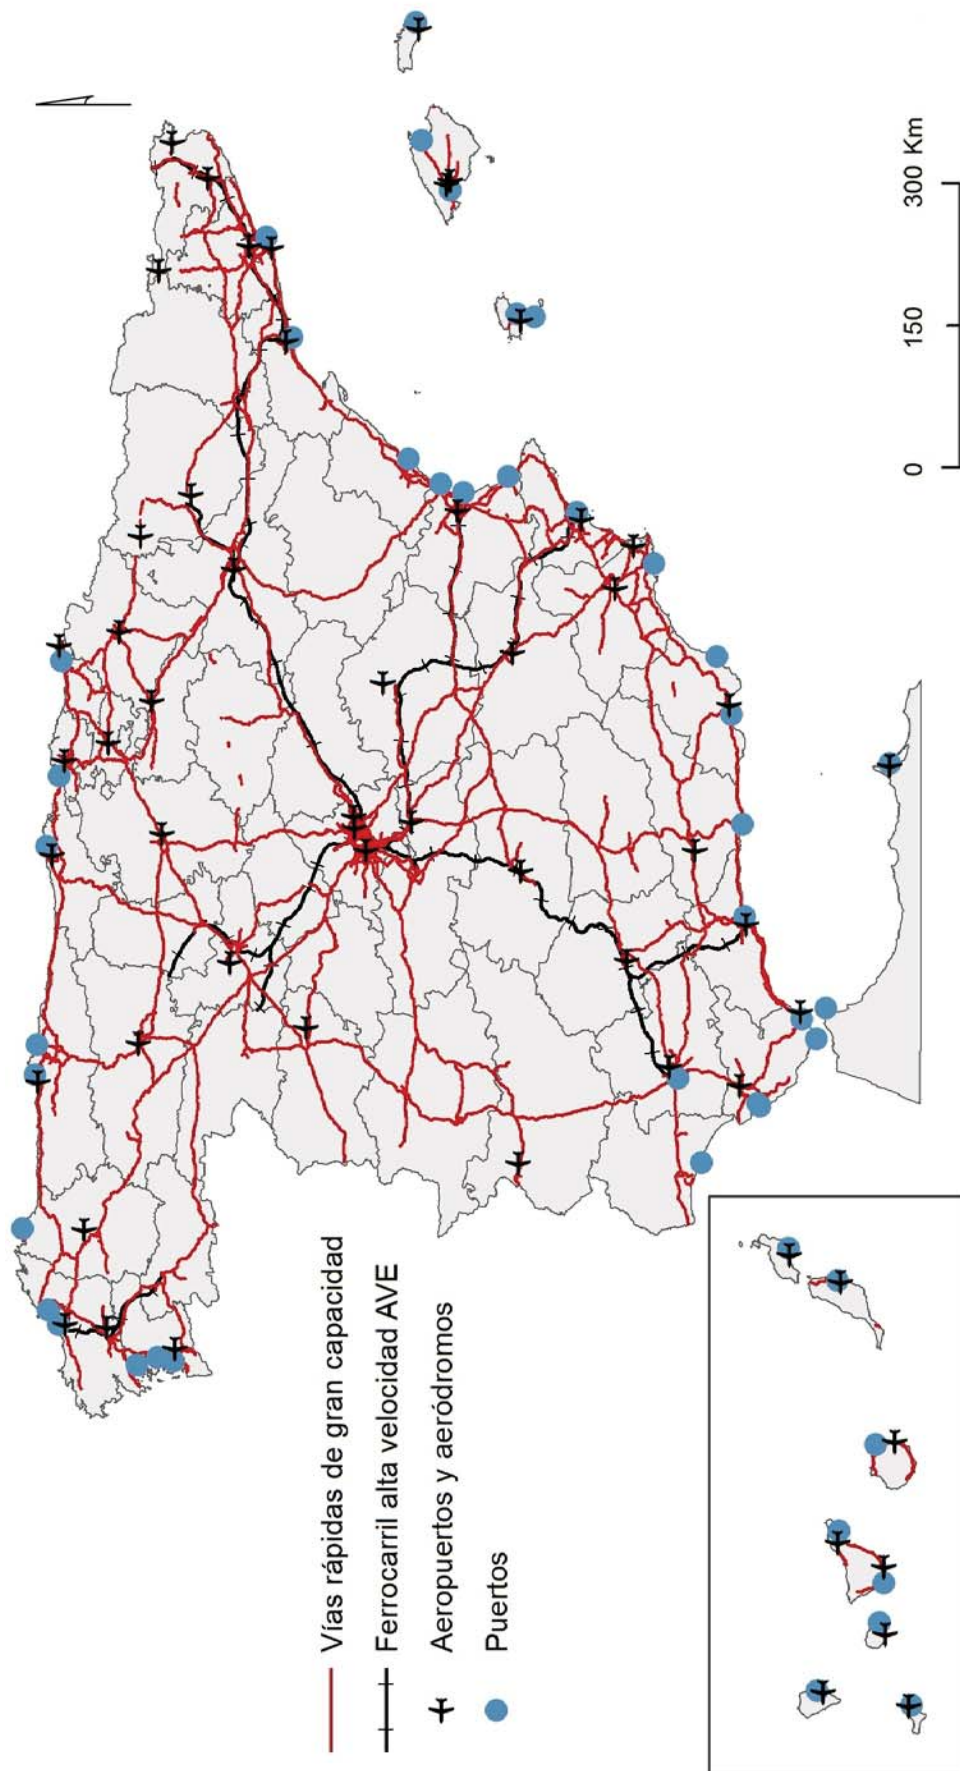 Vías rápidas de gran capacidad
Ferrocarril alta velocidad AVE
Aeropuertos y aeródromos
Puertos
0 150 300 Km